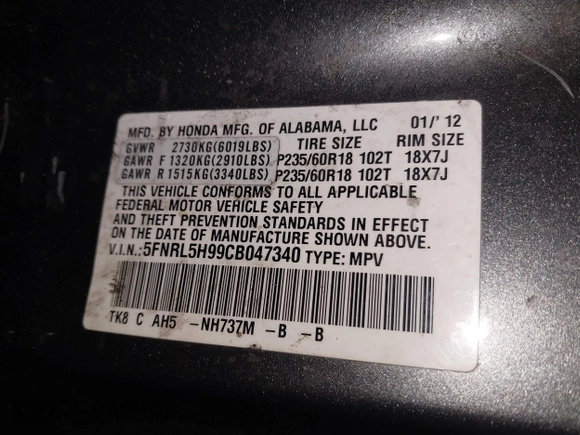 MFD. BY HONDA MFG. OF ALABAMA, LLC 01/'12
GVWR 2730KG(6019LBS) TIRE SIZE RIM SIZE
GAWR F 1320KG(2910LBS) P235/60R18 102T 18X7J
GAWR R 1515KG(3340LBS) P235/60R18 102T 18X7J
THIS VEHICLE CONFORMS TO ALL APPLICABLE
FEDERAL MOTOR VEHICLE SAFETY
AND THEFT PREVENTION STANDARDS IN EFFECT
ON THE DATE OF MANUFACTURE SHOWN ABOVE.
V.I.N.:5FNRL5H99CB047340 TYPE: MPV
TK8 C AH5 -NH737M -B -B